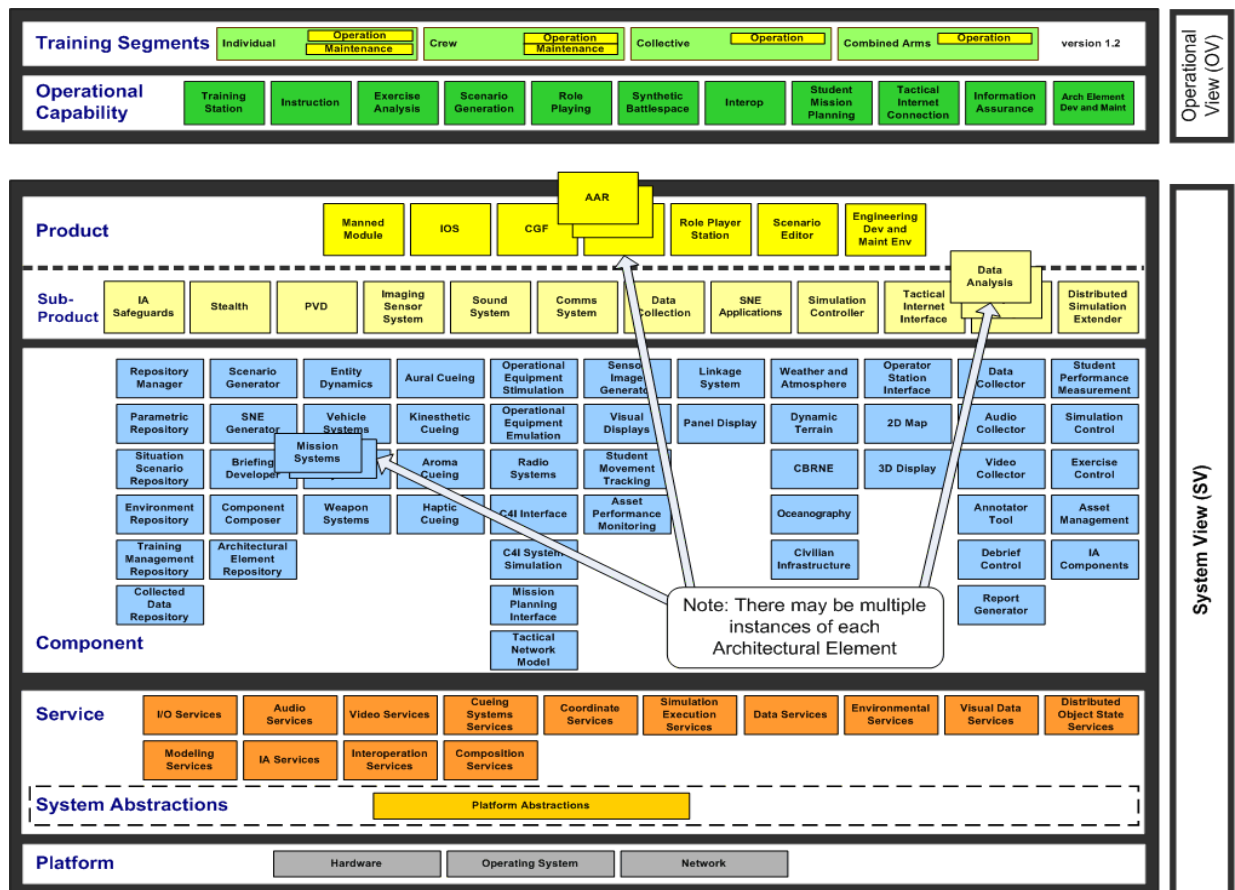 Training Segments
Individual
Operation
Maintenance
Crew
Operation
Maintenance
Collective
Operation
Combined Arms
Operation
version 1.2
Operational
View (OV)
Operational
Capability
Training
Station
Instruction
Exercise
Analysis
Scenario
Generation
Role
Playing
Synthetic
Battlespace
Interop
Student
Mission
Planning
Tactical
Internet
Connection
Information
Assurance
Arch Element
Dev and Maint
Product
Manned
Module
IOS
CGF
AAR
Role Player
Station
Scenario
Editor
Engineering
Dev and
Maint Env
Sub-
Product
IA
Safeguards
Stealth
PVD
Imaging
Sensor
System
Sound
System
Comms
System
Data
Collection
SNE
Applications
Simulation
Controller
Tactical
Internet
Interface
Data
Analysis
Distributed
Simulation
Extender
System View (SV)
Repository
Manager
Scenario
Generator
Entity
Dynamics
Aural Cueing
Operational
Equipment
Stimulation
Sensor
Image
Generator
Linkage
System
Weather and
Atmosphere
Operator
Station
Interface
Data
Collector
Student
Performance
Measurement
Parametric
Repository
SNE
Generator
Vehicle
Systems
Kinesthetic
Cueing
Operational
Equipment
Emulation
Visual
Displays
Panel Display
Dynamic
Terrain
2D Map
Audio
Collector
Simulation
Control
Situation
Scenario
Repository
Briefing
Developer
Mission
Systems
Aroma
Cueing
Radio
Systems
Student
Movement
Tracking
CBRNE
3D Display
Video
Collector
Exercise
Control
Environment
Repository
Component
Composer
Weapon
Systems
Haptic
Cueing
C4I Interface
Asset
Performance
Monitoring
Oceanography
Annotator
Tool
Asset
Management
Training
Management
Repository
Architectural
Element
Repository
C4I System
Simulation
Civilian
Infrastructure
Debrief
Control
IA
Components
Collected
Data
Repository
Mission
Planning
Interface
Report
Generator
Tactical
Network
Model
Note: There may be multiple
instances of each
Architectural Element
Component
Service
I/O Services
Audio
Services
Video Services
Cueing
Systems
Services
Coordinate
Services
Simulation
Execution
Services
Data Services
Environmental
Services
Visual Data
Services
Distributed
Object State
Services
Modeling
Services
IA Services
Interoperation
Services
Composition
Services
System Abstractions
Platform Abstractions
Platform
Hardware
Operating System
Network